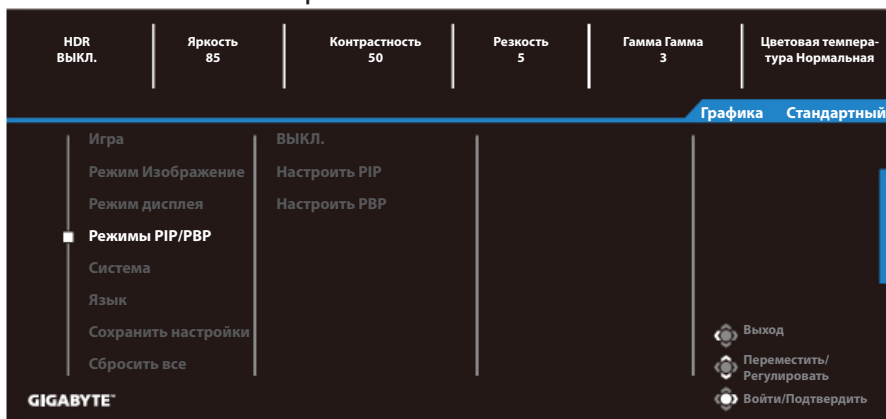 HDR
ВЫКЛ.
Яркость
85
Контрастность
50
Резкость
5
Гамма Гамма
3
Цветовая темпера-
тура Нормальная
Графика Стандартный
Игра
Режим Изображение
Режим дисплея
Режимы PIP/PBP
Система
Язык
Сохранить настройки
Сбросить все
ВЫКЛ.
Настроить PIP
Настроить PBP
Выход
Переместить/
Регулировать
Войти/Подтвердить
GIGABYTE™